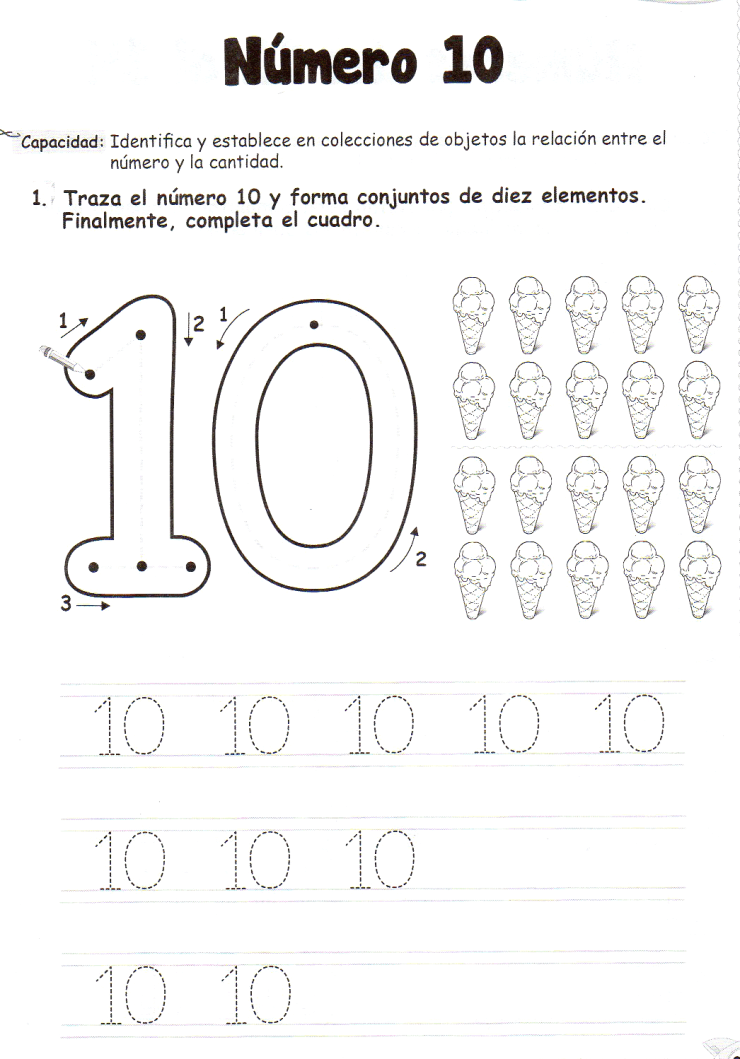 Número 10
Capacidad: Identifica y establece en colecciones de objetos la relación entre el
número y la cantidad.
1. Traza el número 10 y forma conjuntos de diez elementos.
Finalmente, completa el cuadro.
1 2 1
10
2
3
10 10 10 10 10
10 10 10
10 10